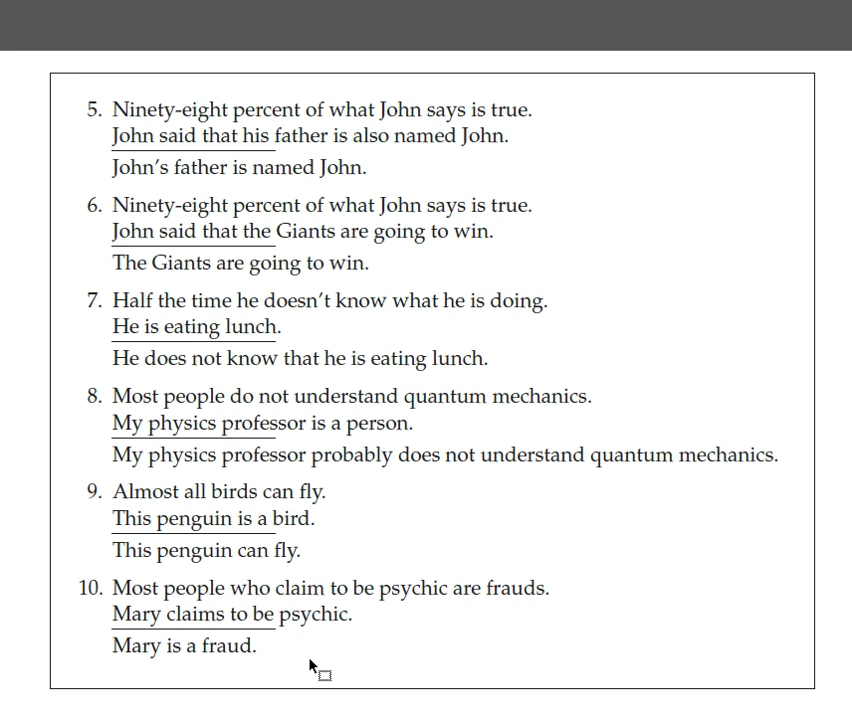 5. Ninety-eight percent of what John says is true.
John said that his father is also named John.
John’s father is named John.
6. Ninety-eight percent of what John says is true.
John said that the Giants are going to win.
The Giants are going to win.
7. Half the time he doesn’t know what he is doing.
He is eating lunch.
He does not know that he is eating lunch.
8. Most people do not understand quantum mechanics.
My physics professor is a person.
My physics professor probably does not understand quantum mechanics.
9. Almost all birds can fly.
This penguin is a bird.
This penguin can fly.
10. Most people who claim to be psychic are frauds.
Mary claims to be psychic.
Mary is a fraud.